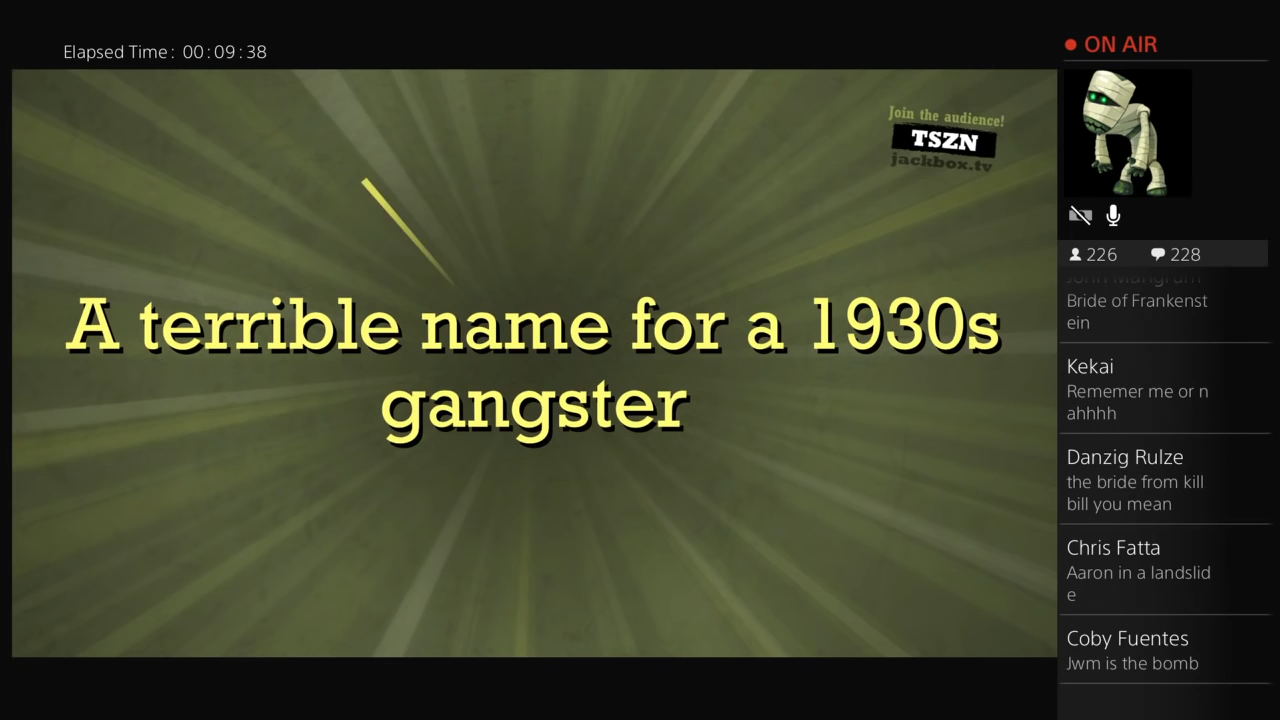 Elapsed Time: 00:09:38
ON AIR
Join the audience!
TSZN
jackbox.tv
A terrible name for a 1930s
gangster
226 228
John Mangrum
Bride of Frankenst
ein
Kekai
Rememer me or n
ahhhh
Danzig Rulze
the bride from kill
bill you mean
Chris Fatta
Aaron in a landslid
e
Coby Fuentes
Jwm is the bomb